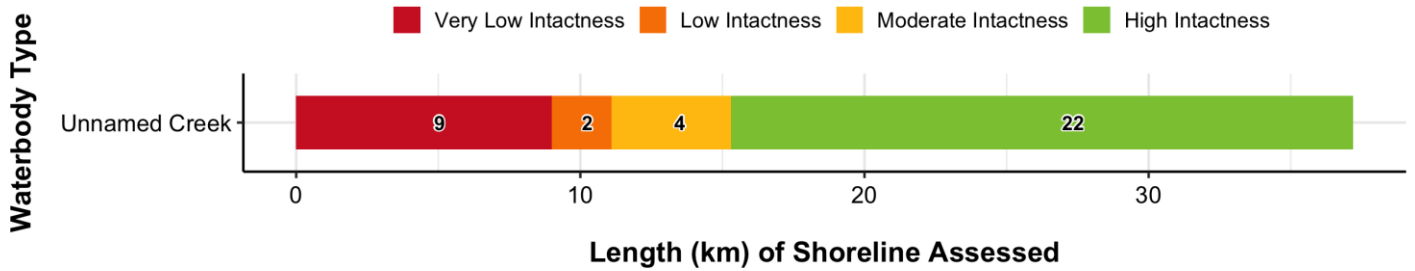 Very Low Intactness Low Intactness Moderate Intactness High Intactness
Waterbody Type
Unnamed Creek
9 2 4 22
0 10 20 30
Length (km) of Shoreline Assessed